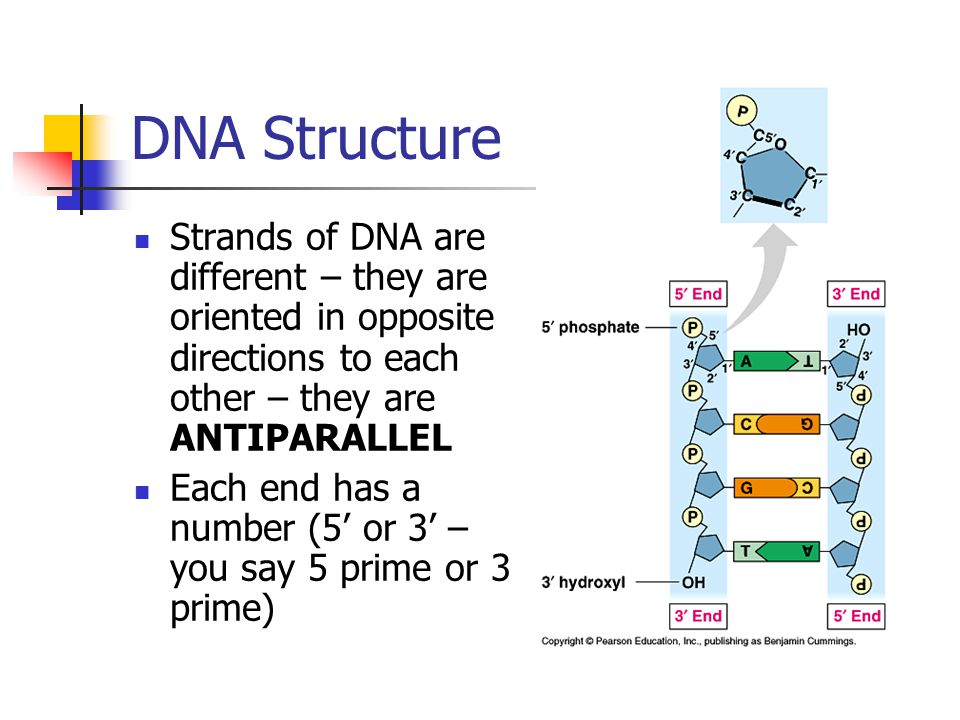 DNA Structure
Strands of DNA are
different – they are
oriented in opposite
directions to each
other – they are
ANTIPARALLEL
Each end has a
number (5’ or 3’ –
you say 5 prime or 3
prime)
P
C5′ O
4′C
C
1′
3′C
C
2′
5′ End
3′ End
5′ phosphate
P
HO
5′
4′
3′
2′
1′
A
T
2′
3′
1′
4′
5′
P
P
C
G
P
P
G
C
P
P
T
A
3′ hydroxyl
OH
P
3′ End
5′ End
Copyright © Pearson Education, Inc., publishing as Benjamin Cummings.